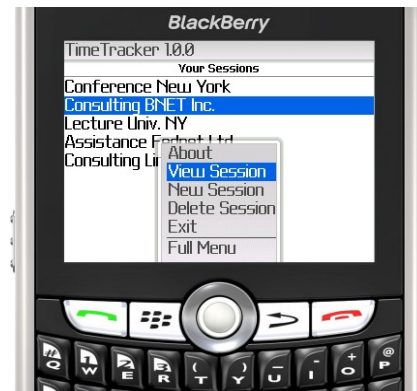 BlackBerry
TimeTracker 1.0.0
Your Sessions
Conference New York
Consulting BNET Inc.
Lecture Univ. NY
Assistance
Consulting
About
View Session
New Session
Delete Session
Exit
Full Menu
Q W E R T Y U I O P